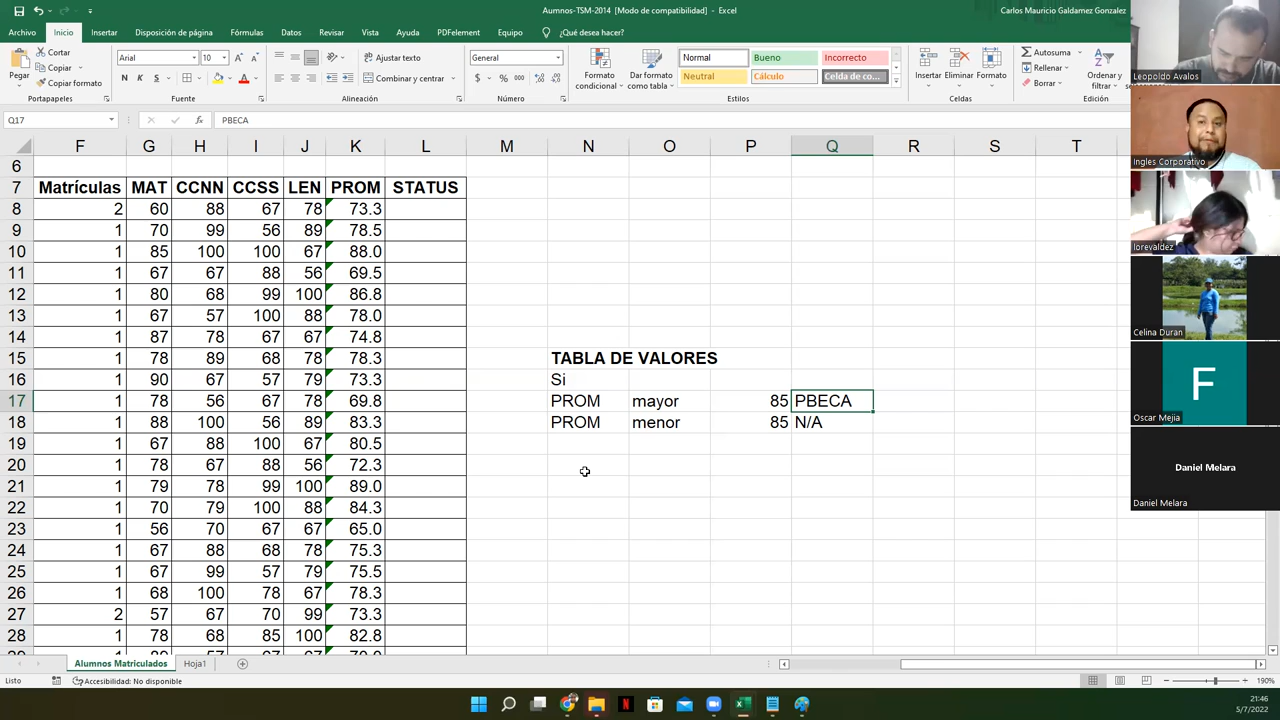 Aumnos-TSM-2014 [Modo de compatibilidad] - Excel
Carlos Mauricio Galdamez Gonzalez
Archivo Inicio Insertar Disposición de página Fórmulas Datos Revisar Vista Ayuda PDFelement Equipo ¿Qué desea hacer?
Pegar
Cortar
Copiar
Copiar formato
Portapapeles
Arial 10
N K S
Fuente
Ajustar texto
Combinar y centrar
Alineación
General
$ % 000
Número
Formato condicional
Dar formato como tabla
Normal Bueno Incorrecto
Neutral Cálculo Celda de co...
Estilos
Insertar Eliminar Formato
Celdas
Autosuma
Rellenar
Borrar
Ordenar y filtrar
Edición
Q17 fx PBECA
F G H I J K L M N O P Q R S T
6
7 Matrículas MAT CCNN CCSS LEN PROM STATUS
8 2 60 88 67 78 73.3
9 1 70 99 56 89 78.5
10 1 85 100 100 67 88.0
11 1 67 67 88 56 69.5
12 1 80 68 99 100 86.8
13 1 67 57 100 88 78.0
14 1 87 78 67 67 74.8
15 1 78 89 68 78 78.3 TABLA DE VALORES
16 1 90 67 57 79 73.3 Si
17 1 78 56 67 78 69.8 PROM mayor 85 PBECA
18 1 88 100 56 89 83.3 PROM menor 85 N/A
19 1 67 88 100 67 80.5
20 1 78 67 88 56 72.3
21 1 79 78 99 100 89.0
22 1 70 79 100 88 84.3
23 1 56 70 67 67 65.0
24 1 67 88 68 78 75.3
25 1 67 99 57 79 75.5
26 1 68 100 78 67 78.3
27 2 57 67 70 99 73.3
28 1 78 68 85 100 82.8
Alumnos Matriculados Hoja1
Listo Accesibilidad: No disponible
190%
21:46
5/7/2022
Leopoldo Avalos
Ingles Corporativo
lorevaldez
Celina Duran
F
Oscar Mejia
Daniel Melara
Daniel Melara